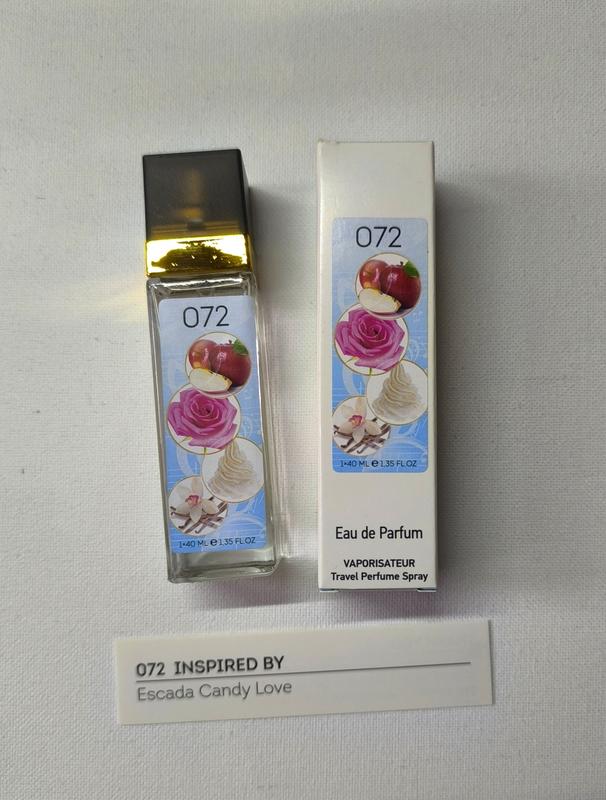 072
1×40 ML ℮ 1,35 FL OZ
072
1×40 ML ℮ 1,35 FL OZ
Eau de Parfum
VAPORISATEUR
Travel Perfume Spray
072 INSPIRED BY
Escada Candy Love